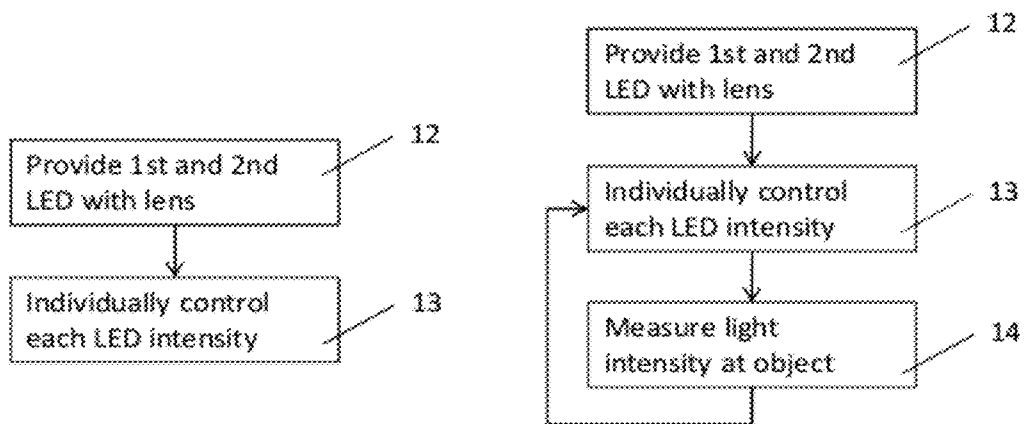 Provide 1st and 2nd
LED with lens
12
Individually control
each LED intensity
13
Provide 1st and 2nd
LED with lens
12
Individually control
each LED intensity
13
Measure light
intensity at object
14